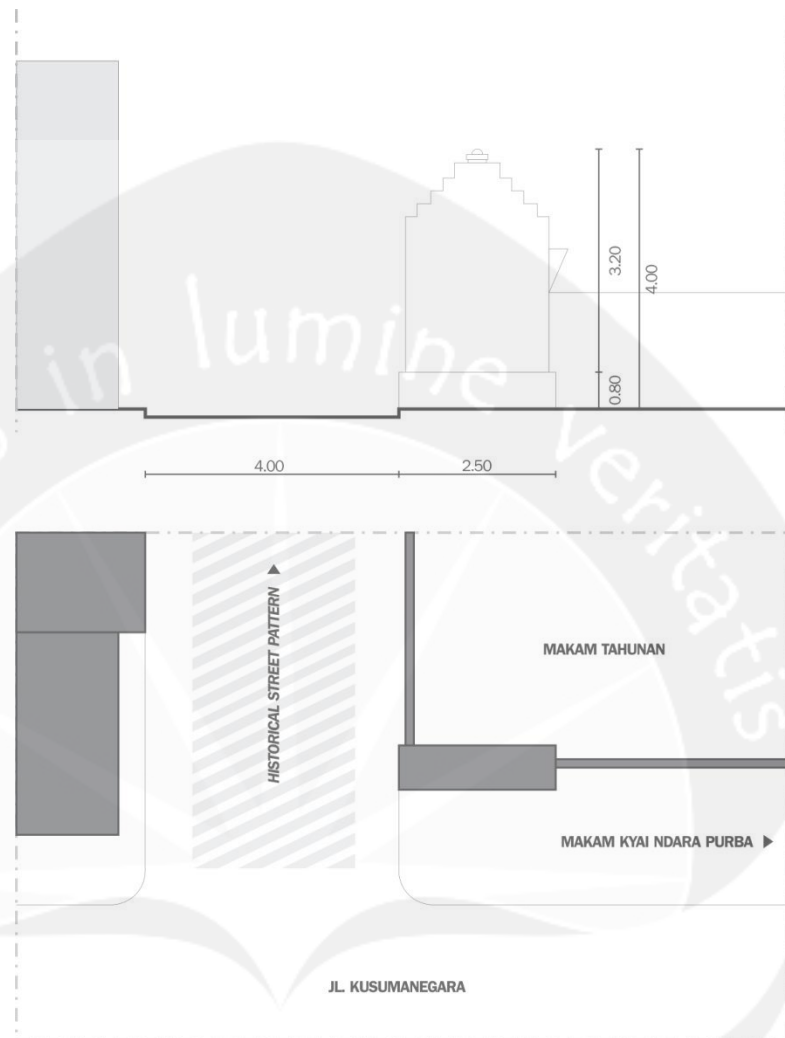 in lumine veritatis
3.20
4.00
0.80
4.00
2.50
HISTORICAL STREET PATTERN
MAKAM TAHUNAN
MAKAM KYAI NDARA PURBA
JL. KUSUMANEGARA